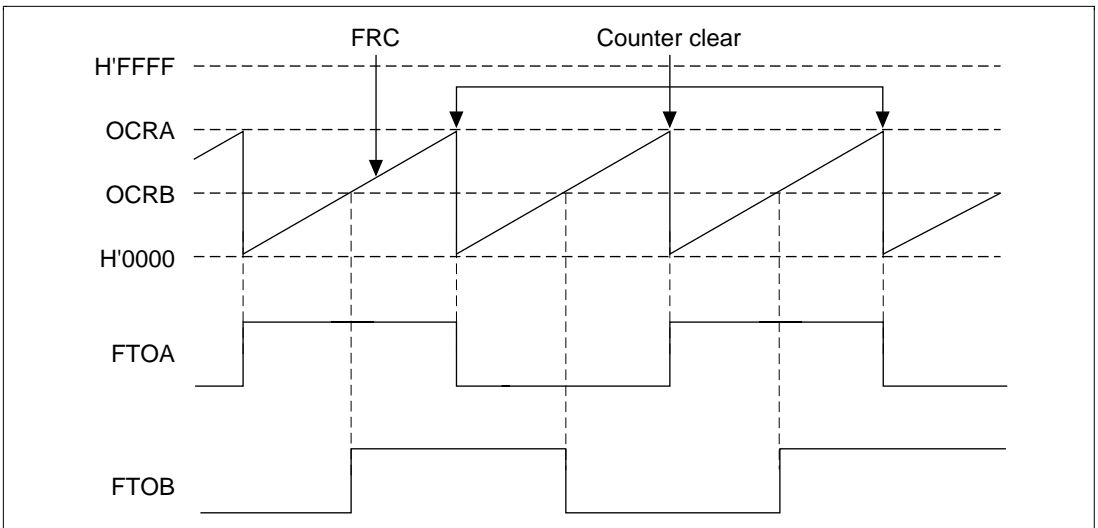 FRC
Counter clear
H'FFFF
OCRA
OCRB
H'0000
FTOA
FTOB